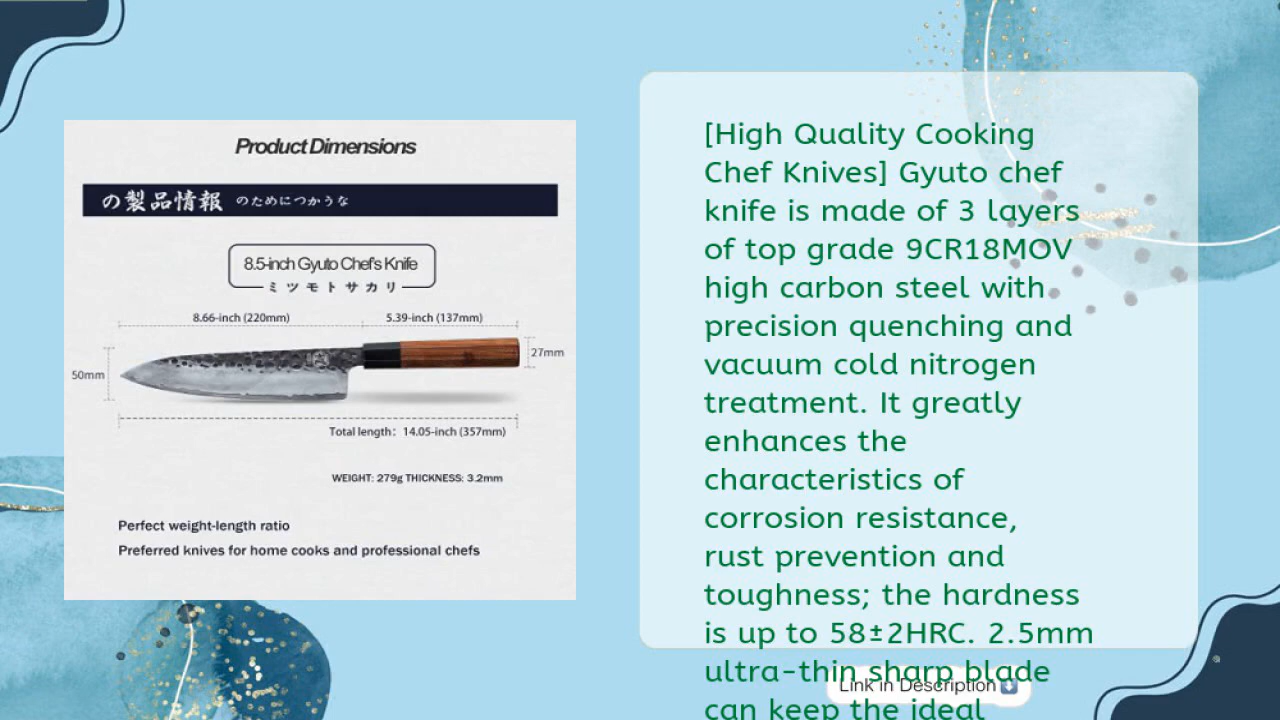 Product Dimensions
の製品情報 のためにつかうな
8.5-inch Gyuto Chef's Knife
ミツモトサカリ
8.66-inch (220mm) 5.39-inch (137mm)
27mm
50mm
Total length: 14.05-inch (357mm)
WEIGHT: 279g THICKNESS: 3.2mm
Perfect weight-length ratio
Preferred knives for home cooks and professional chefs
[High Quality Cooking
Chef Knives] Gyuto chef
knife is made of 3 layers
of top grade 9CR18MOV
high carbon steel with
precision quenching and
vacuum cold nitrogen
treatment. It greatly
enhances the
characteristics of
corrosion resistance,
rust prevention and
toughness; the hardness
is up to 58±2HRC. 2.5mm
ultra-thin sharp blade
can keep the ideal
Link in Description ⬇️